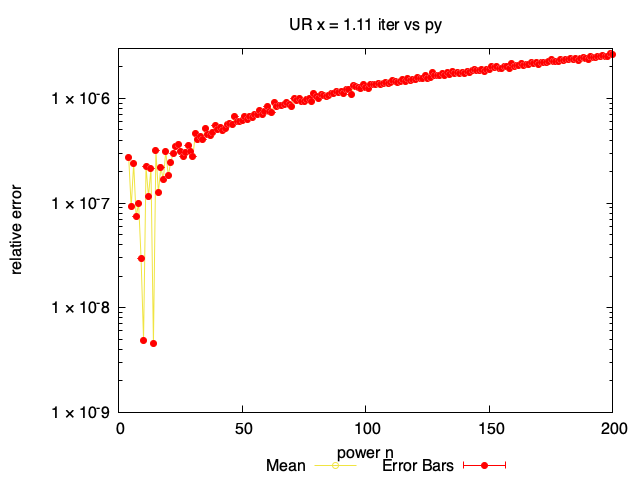 UR x = 1.11 iter vs py
1 × 10-6
1 × 10-7
1 × 10-8
1 × 10-9
relative error
0 50 100 150 200
power n
Mean Error Bars